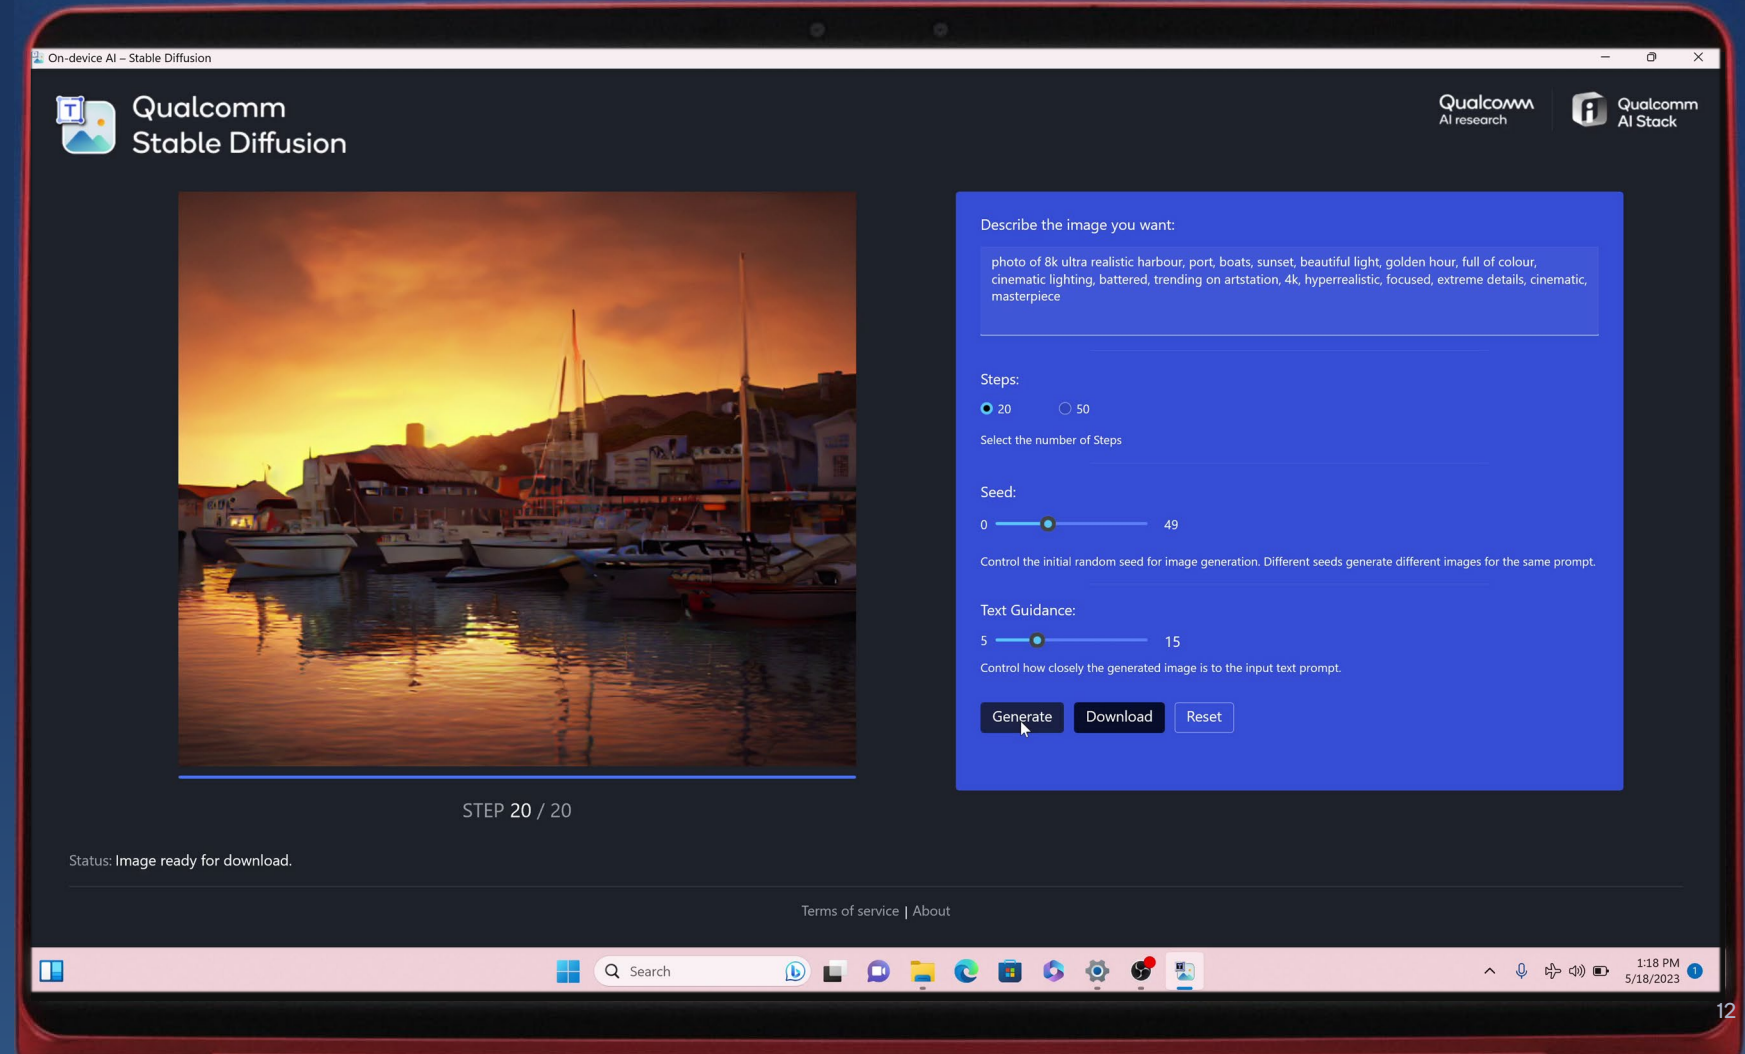 On-device AI – Stable Diffusion
Qualcomm
Stable Diffusion
Qualcomm
AI research
Qualcomm
AI Stack
T
Describe the image you want:
photo of 8k ultra realistic harbour, port, boats, sunset, beautiful light, golden hour, full of colour,
cinematic lighting, battered, trending on artstation, 4k, hyperrealistic, focused, extreme details, cinematic,
masterpiece
Steps:
20 50
Select the number of Steps
Seed:
0 49
Control the initial random seed for image generation. Different seeds generate different images for the same prompt.
Text Guidance:
5 15
Control how closely the generated image is to the input text prompt.
Generate Download Reset
STEP 20 / 20
Status: Image ready for download.
Terms of service | About
Search
1:18 PM
5/18/2023
1
12